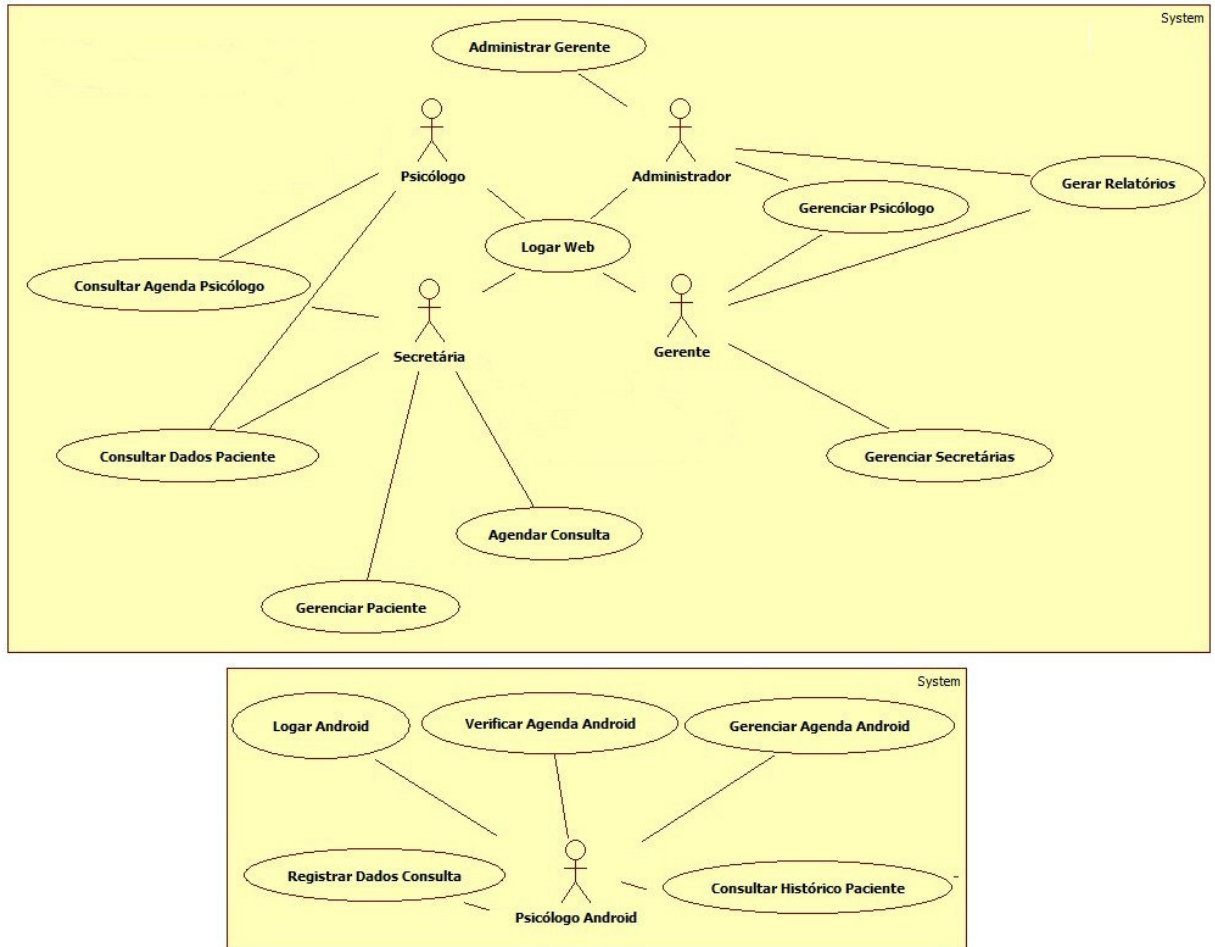 System
Administrar Gerente
Psicólogo
Administrador
Gerar Relatórios
Gerenciar Psicólogo
Logar Web
Consultar Agenda Psicólogo
Secretária
Gerente
Consultar Dados Paciente
Gerenciar Secretárias
Agendar Consulta
Gerenciar Paciente
System
Logar Android
Verificar Agenda Android
Gerenciar Agenda Android
Registrar Dados Consulta
Consultar Histórico Paciente
Psicólogo Android